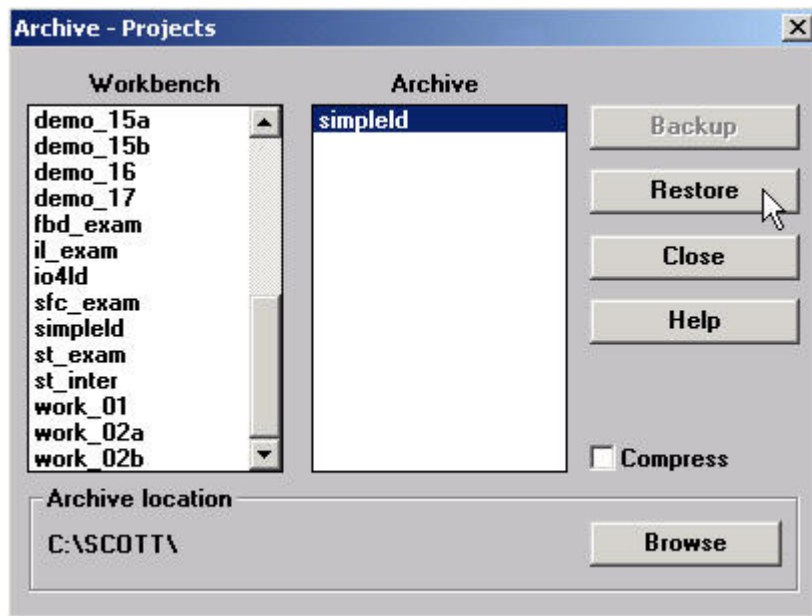 Archive - Projects
Workbench
demo_15a
demo_15b
demo_16
demo_17
fbd_exam
il_exam
io4ld
sfc_exam
simpleld
st_exam
st_inter
work_01
work_02a
work_02b
Archive
simpleld
Backup
Restore
Close
Help
Compress
Archive location
C:\SCOTT\
Browse